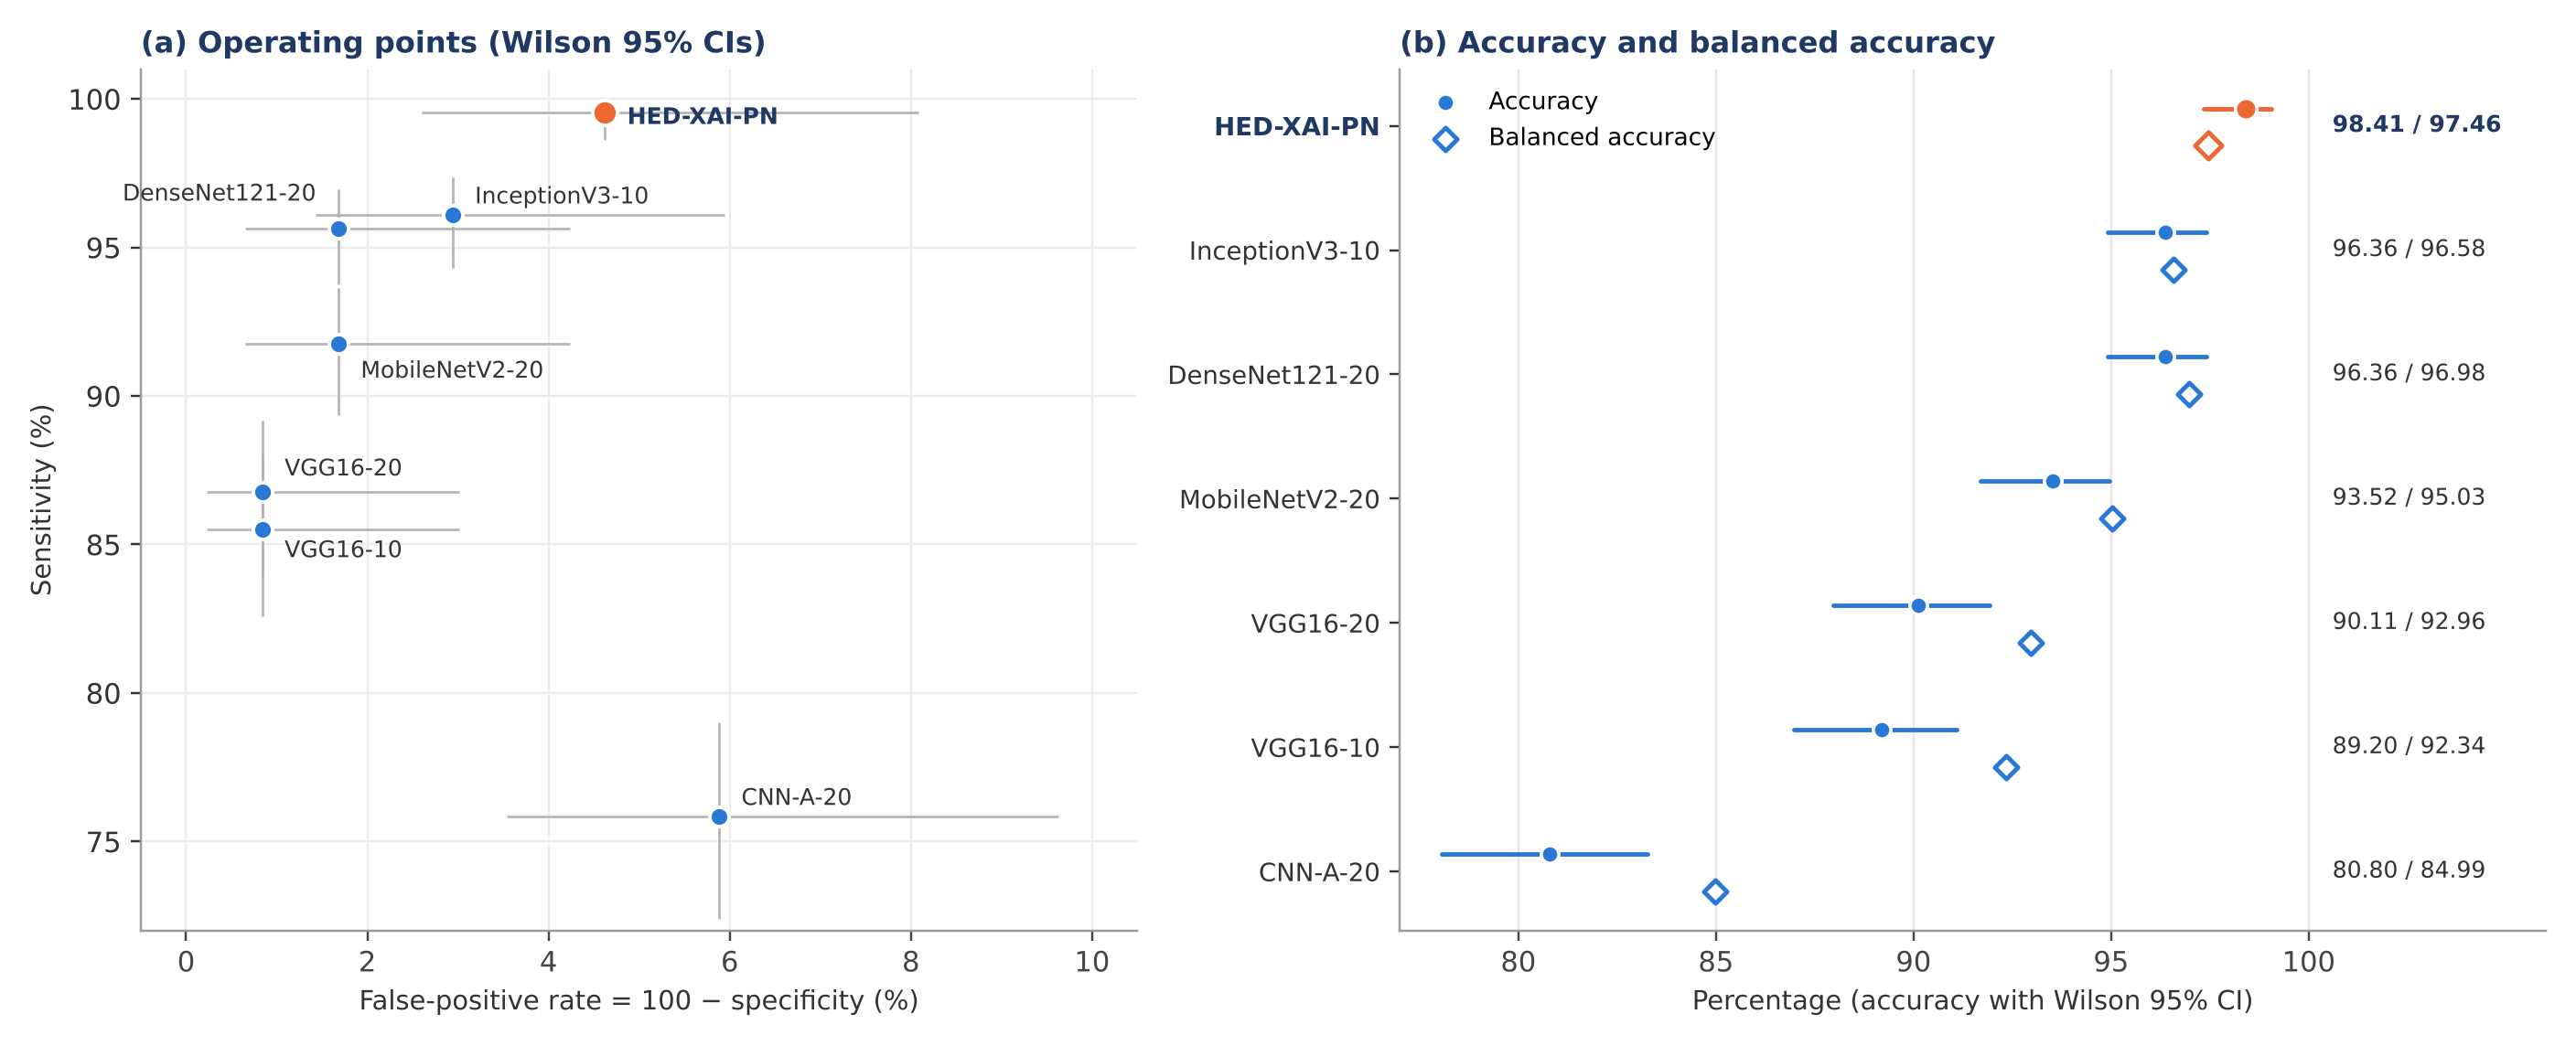 (a) Operating points (Wilson 95% CIs)
100
95
90
85
80
75
Sensitivity (%)
HED-XAI-PN
DenseNet121-20
InceptionV3-10
MobileNetV2-20
VGG16-20
VGG16-10
CNN-A-20
0 2 4 6 8 10
False-positive rate = 100 − specificity (%)
(b) Accuracy and balanced accuracy
Accuracy
Balanced accuracy
HED-XAI-PN 98.41 / 97.46
InceptionV3-10 96.36 / 96.58
DenseNet121-20 96.36 / 96.98
MobileNetV2-20 93.52 / 95.03
VGG16-20 90.11 / 92.96
VGG16-10 89.20 / 92.34
CNN-A-20 80.80 / 84.99
80 85 90 95 100
Percentage (accuracy with Wilson 95% CI)